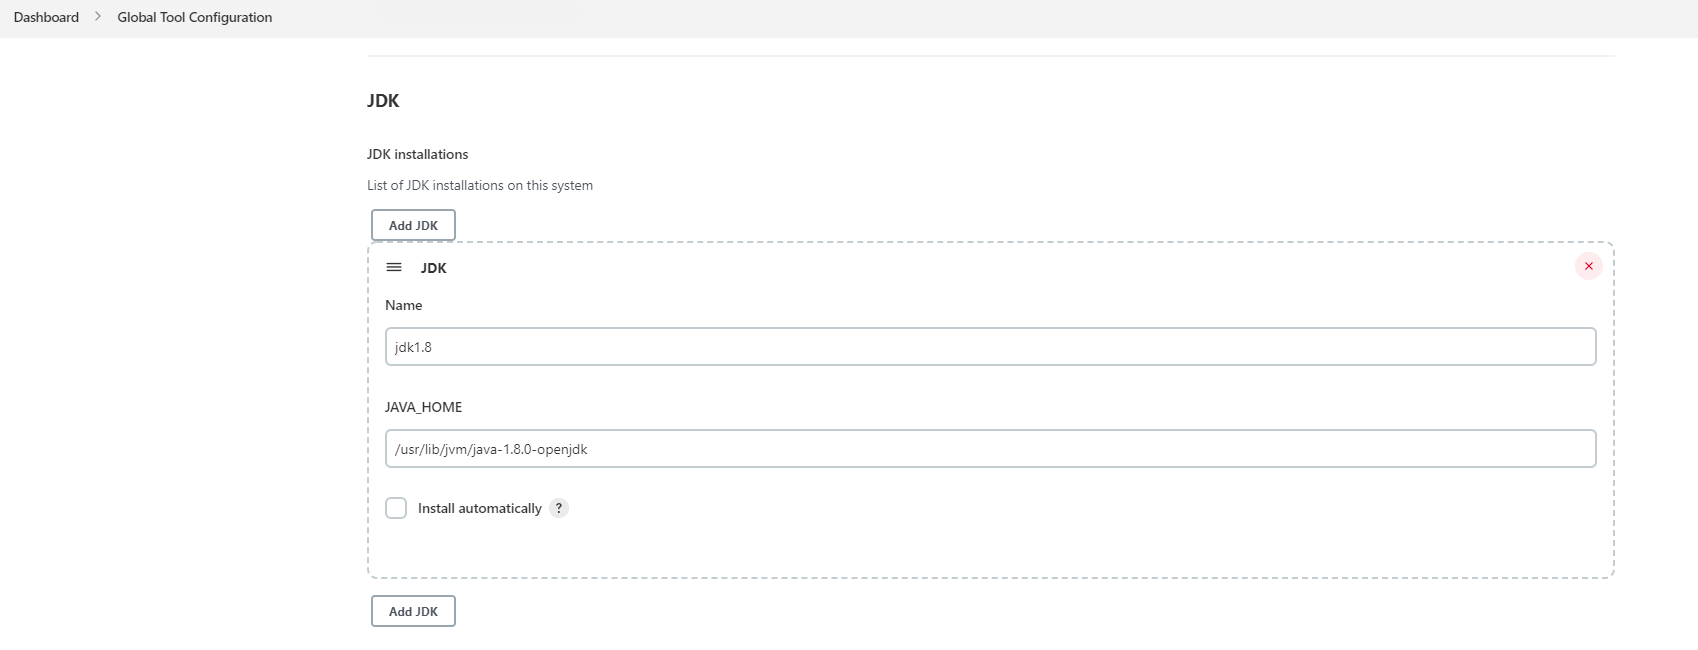 Dashboard > Global Tool Configuration
JDK
JDK installations
List of JDK installations on this system
Add JDK
JDK
Name
jdk1.8
JAVA_HOME
/usr/lib/jvm/java-1.8.0-openjdk
Install automatically ?
Add JDK